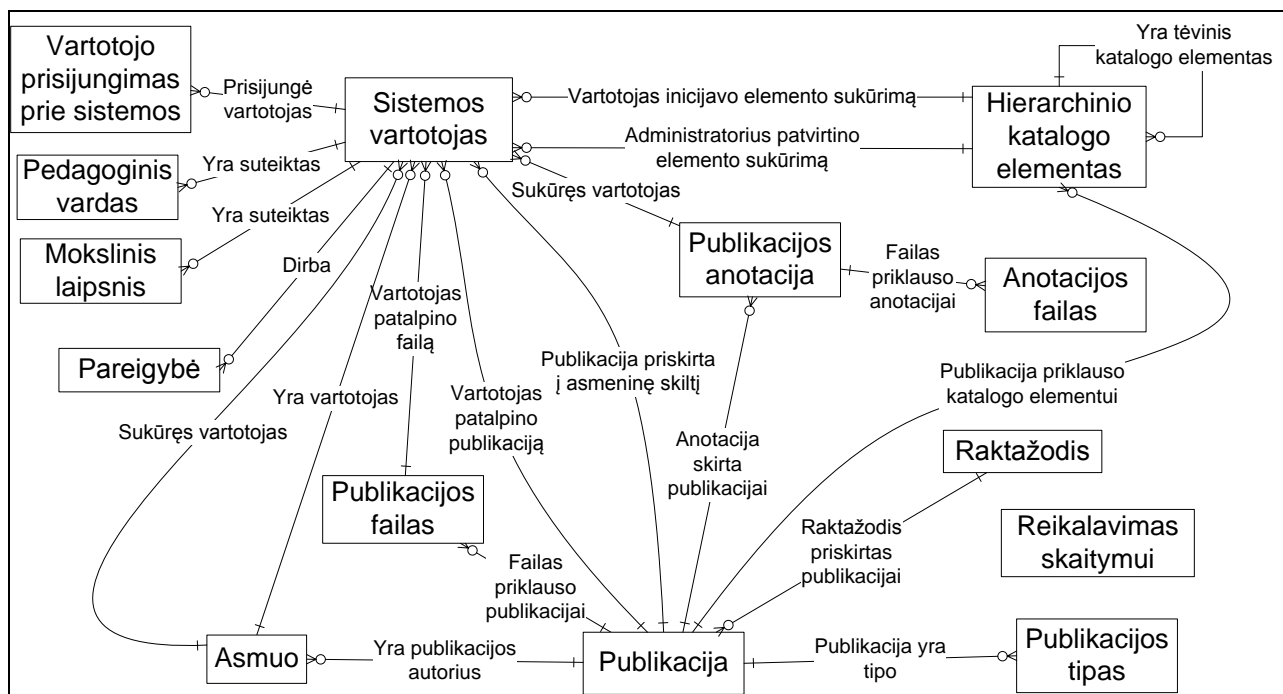 Vartotojo
prisijungimas
prie sistemos
Prisijungė
vartotojas
Sistemos
vartotojas
Vartotojas inicijavo elemento sukūrimą
Administratorius patvirtino
elemento sukūrimą
Yra tėvinis
katalogo elementas
Hierarchinio
katalogo
elementas
Pedagoginis
vardas
Yra suteiktas
Mokslinis
laipsnis
Yra suteiktas
Sukūręs vartotojas
Publikacijos
anotacija
Failas
priklauso
anotacijai
Anotacijos
failas
Dirba
Pareigybė
Vartotojas
patalpino
failą
Yra vartotojas
Sukūręs vartotojas
Vartotojas
patalpino
publikaciją
Publikacija priskirta
į asmeninę skiltį
Publikacija priklauso
katalogo elementui
Anotacija
skirta
publikacijai
Raktažodis
Publikacijos
failas
Raktažodis
priskirtas
publikacijai
Reikalavimas
skaitymui
Failas
priklauso
publikacijai
Asmuo
Yra publikacijos
autorius
Publikacija
Publikacija yra
tipo
Publikacijos
tipas